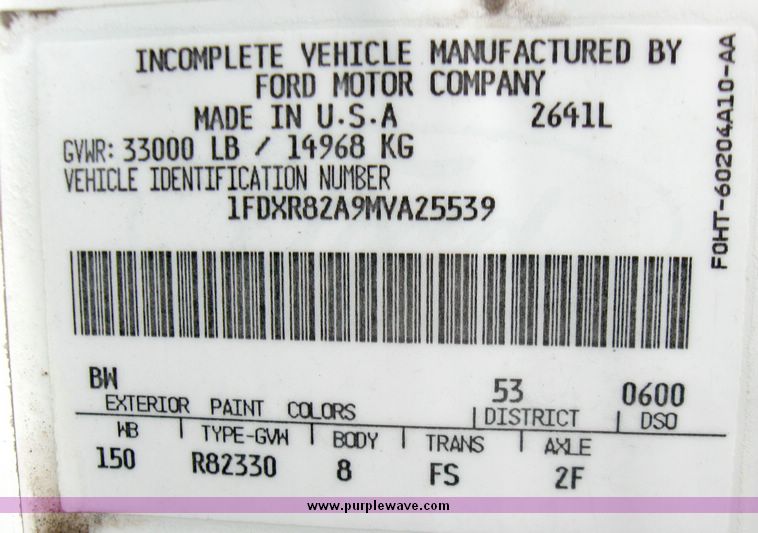 INCOMPLETE VEHICLE MANUFACTURED BY
FORD MOTOR COMPANY
MADE IN U.S.A 2641L
GVWR: 33000 LB / 14968 KG
VEHICLE IDENTIFICATION NUMBER
1FDXR82A9MVA25539
F0HT-60204A10-AA
BW 53 0600
EXTERIOR PAINT COLORS DISTRICT DSO
WB TYPE-GVW BODY TRANS AXLE
150 R82330 8 FS 2F
www.purplewave.com